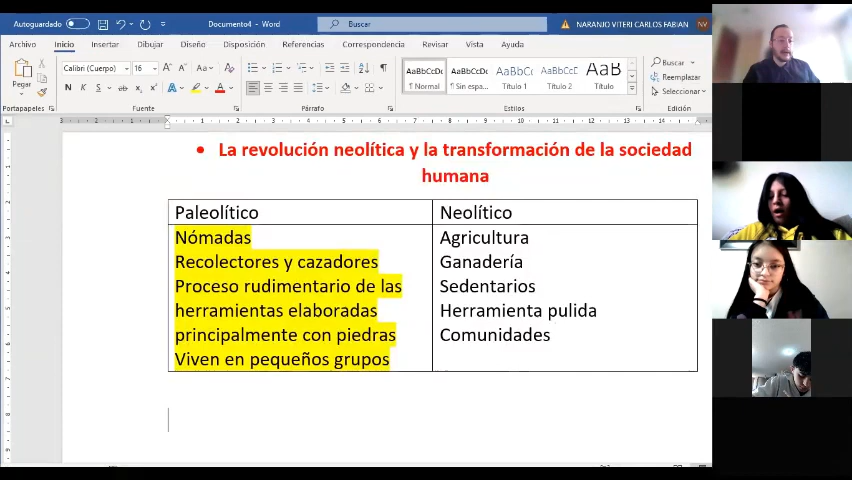 Autoguardado
Documento4 - Word
Buscar
NARANJO VITERI CARLOS FABIAN
NV
Archivo Inicio Insertar Dibujar Diseño Disposición Referencias Correspondencia Revisar Vista Ayuda
Pegar
Portapapeles
Calibri (Cuerpo) 16
Fuente
Párrafo
AaBbCcDc
¶ Normal
AaBbCcDc
¶ Sin espa...
AaBbCc
Título 1
AaBbCcE
Título 2
AaB
Título
Estilos
Buscar
Reemplazar
Seleccionar
Edición
• La revolución neolítica y la transformación de la sociedad
humana
Paleolítico
Neolítico
Nómadas
Recolectores y cazadores
Proceso rudimentario de las
herramientas elaboradas
principalmente con piedras
Viven en pequeños grupos
Agricultura
Ganadería
Sedentarios
Herramienta pulida
Comunidades